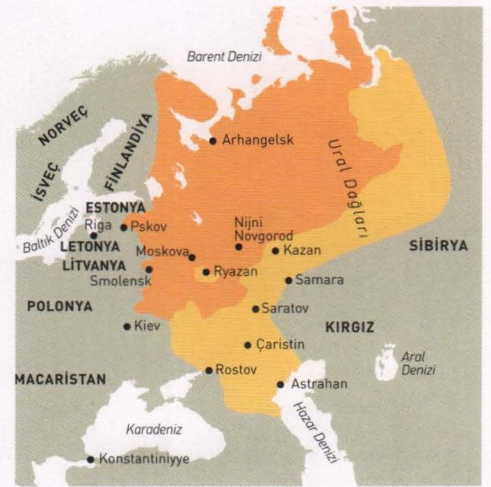 Barent Denizi
NORVEÇ
İSVEÇ
FİNLANDİYA
Arhangelsk
Ural Dağları
ESTONYA
Riga
Pskov
Baltık Denizi
LETONYA
LİTVANYA
Moskova
Nijni
Novgorod
Kazan
SİBİRYA
Smolensk
Ryazan
Samara
POLONYA
Saratov
Kiev
KIRGIZ
Çaristin
Aral
Denizi
MACARİSTAN
Rostov
Astrahan
Karadeniz
Hazar Denizi
Konstantiniyye